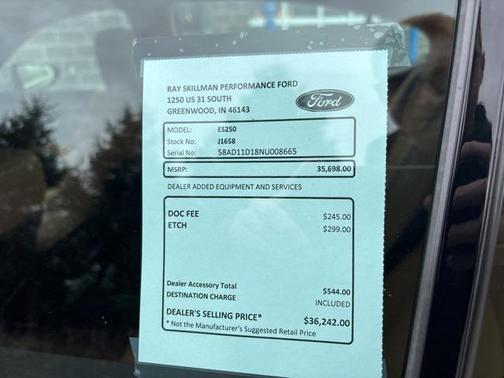 RAY SKILLMAN PERFORMANCE FORD
1250 US 31 SOUTH
GREENWOOD, IN 46143
Ford
MODEL: ES250
Stock No: J1658
Serial No: 58AD11D18NU008665
MSRP: 35,698.00
DEALER ADDED EQUIPMENT AND SERVICES
DOC FEE $245.00
ETCH $299.00
Dealer Accessory Total $544.00
DESTINATION CHARGE INCLUDED
DEALER'S SELLING PRICE* $36,242.00
* Not the Manufacturer's Suggested Retail Price